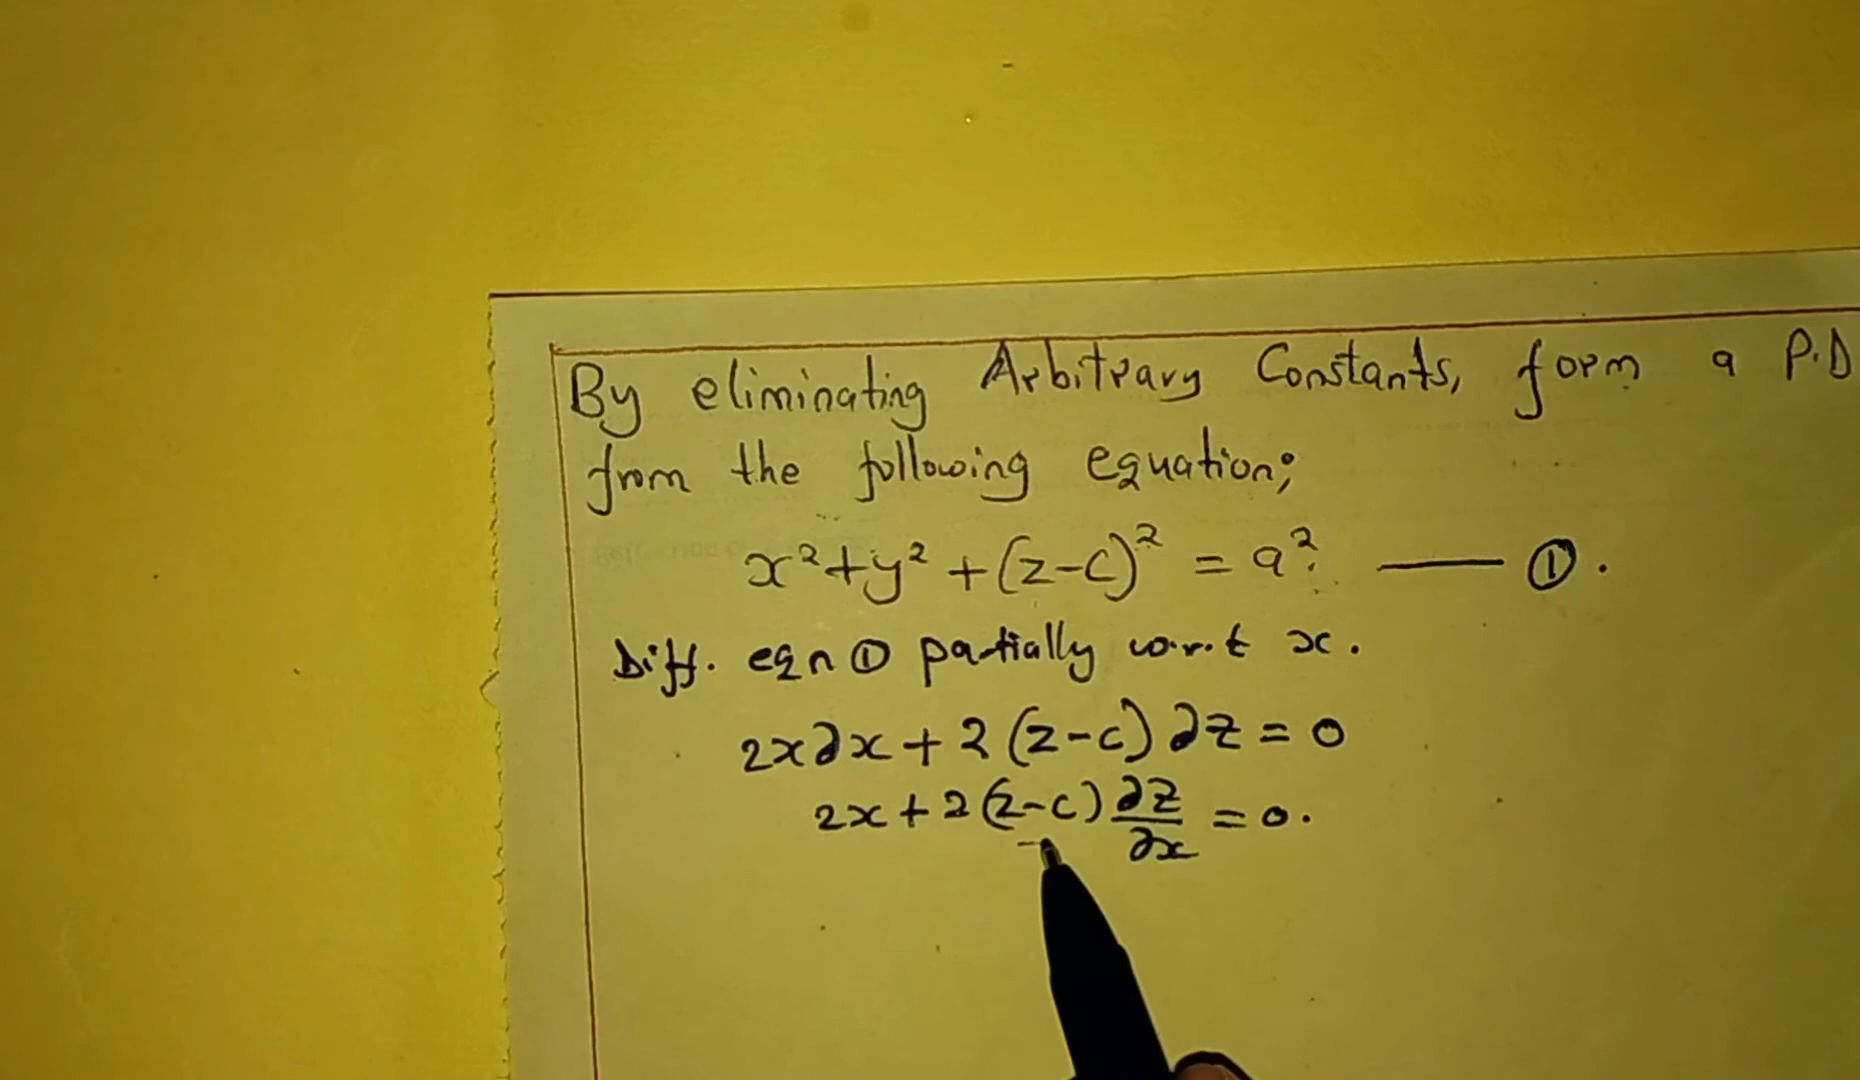 By eliminating Arbitrary Constants, form a P.D
from the following equation;
x²+y²+(z-c)² = a². —— ①.
Diff. eqn ① partially w.r.t x.
2x∂x+2(z-c)∂z=0
2x+2(z-c)∂z/∂x=0.